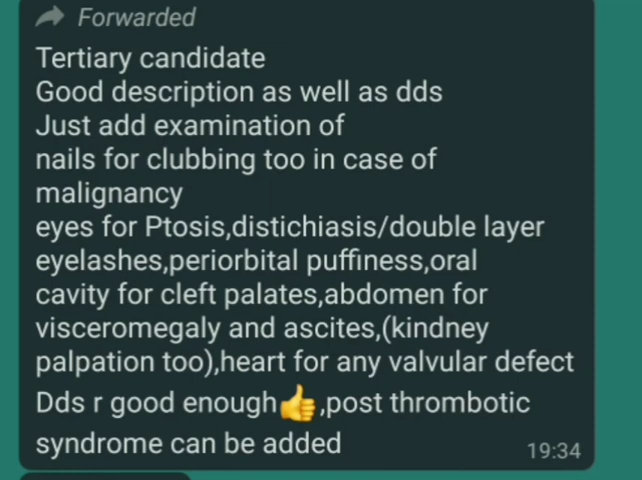 Forwarded
Tertiary candidate
Good description as well as dds
Just add examination of
nails for clubbing too in case of
malignancy
eyes for Ptosis,distichiasis/double layer
eyelashes,periorbital puffiness,oral
cavity for cleft palates,abdomen for
visceromegaly and ascites,(kindney
palpation too),heart for any valvular defect
Dds r good enough👍,post thrombotic
syndrome can be added
19:34